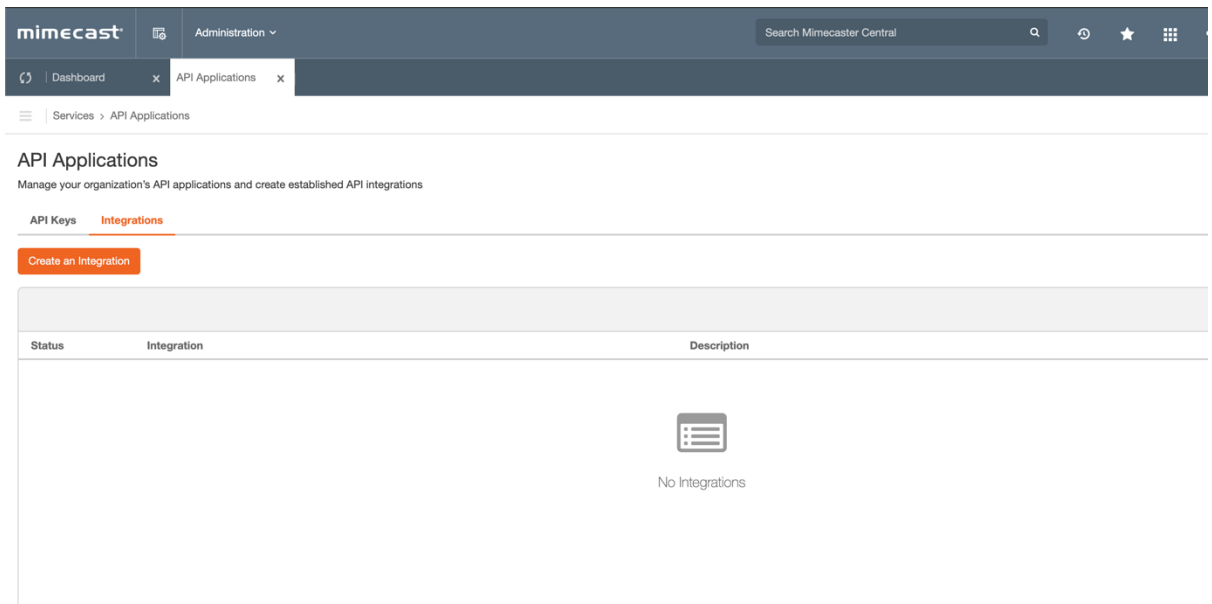 mimecast Administration Search Mimecaster Central
Dashboard x API Applications x
Services > API Applications
API Applications
Manage your organization's API applications and create established API integrations
API Keys Integrations
Create an Integration
Status Integration Description
No Integrations